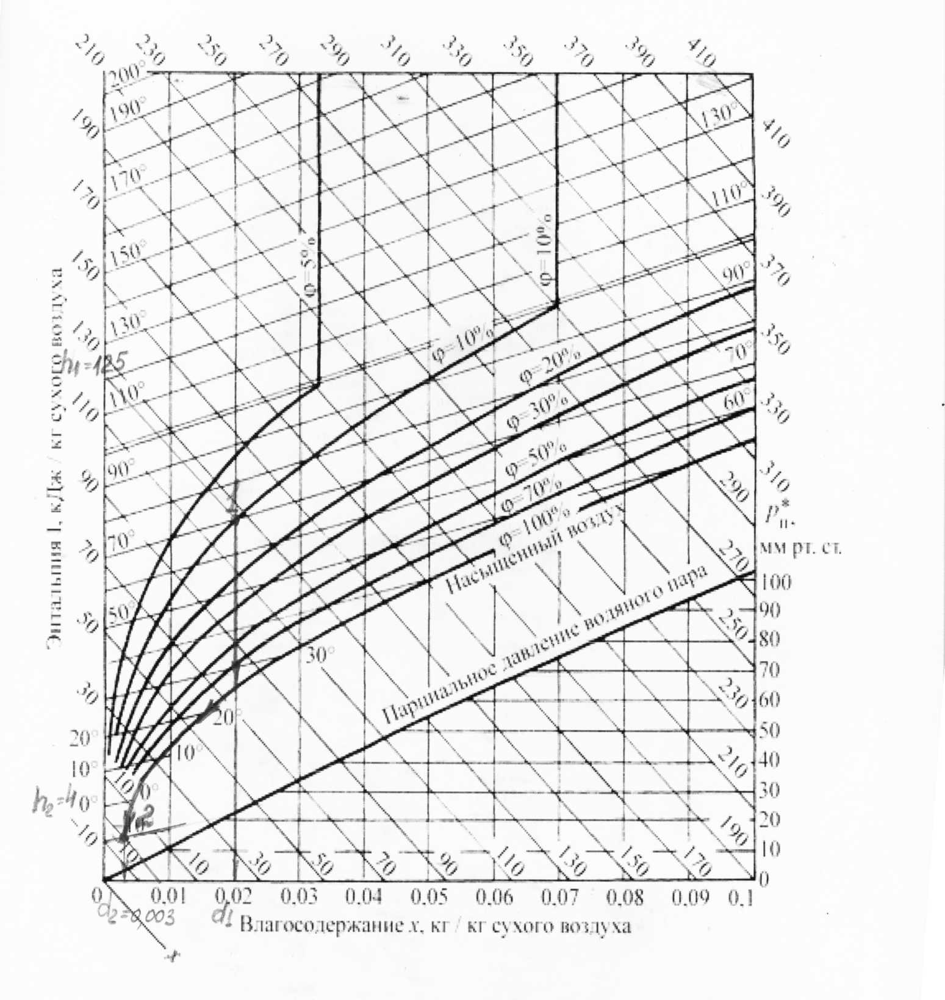 210 230 250 270 290 310 330 350 370 390 410
200°
190°
190
130°
410
170°
170
110°
390
φ=5%
φ=10%
150°
150
90°
370
130°
130
φ=10%
350
h₁=125
φ=20%
70°
110°
110
φ=30%
60°
330
90°
90
φ=50%
310
290
φ=70%
p*п,
φ=100%
мм рт. ст.
70°
70
Насыщенный воздух
270
100
Парциальное давление водяного пара
50°
50
90
250
80
30°
70
30
230
60
20°
20°
50
10°
10°
210
40
10
0°
0°
30
h₂=4
2
20
-10
190
10
10 30 50 70 90 110 130 150 170
0
0 0,01 0,02 0,03 0,04 0,05 0,06 0,07 0,08 0,09 0,1
d₂=0,003
d₁
Энтальпия I, кДж / кг сухого воздуха
Влагосодержание x, кг / кг сухого воздуха
x